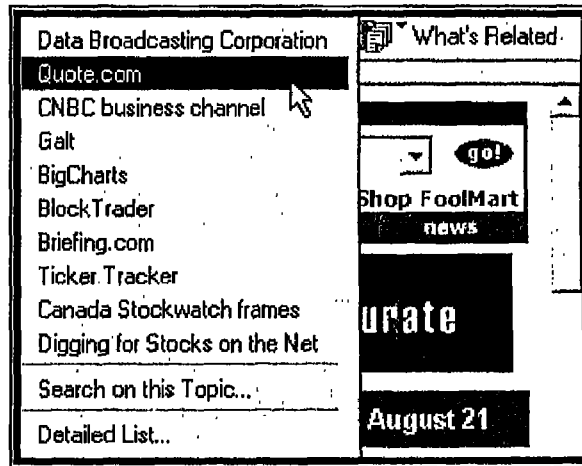 Data Broadcasting Corporation
Quote.com
CNBC business channel
Galt
BigCharts
BlockTrader
Briefing.com
Ticker Tracker
Canada Stockwatch frames
Digging for Stocks on the Net
Search on this Topic...
Detailed List...
What's Related
go!
Shop FoolMart
news
urate
August 21